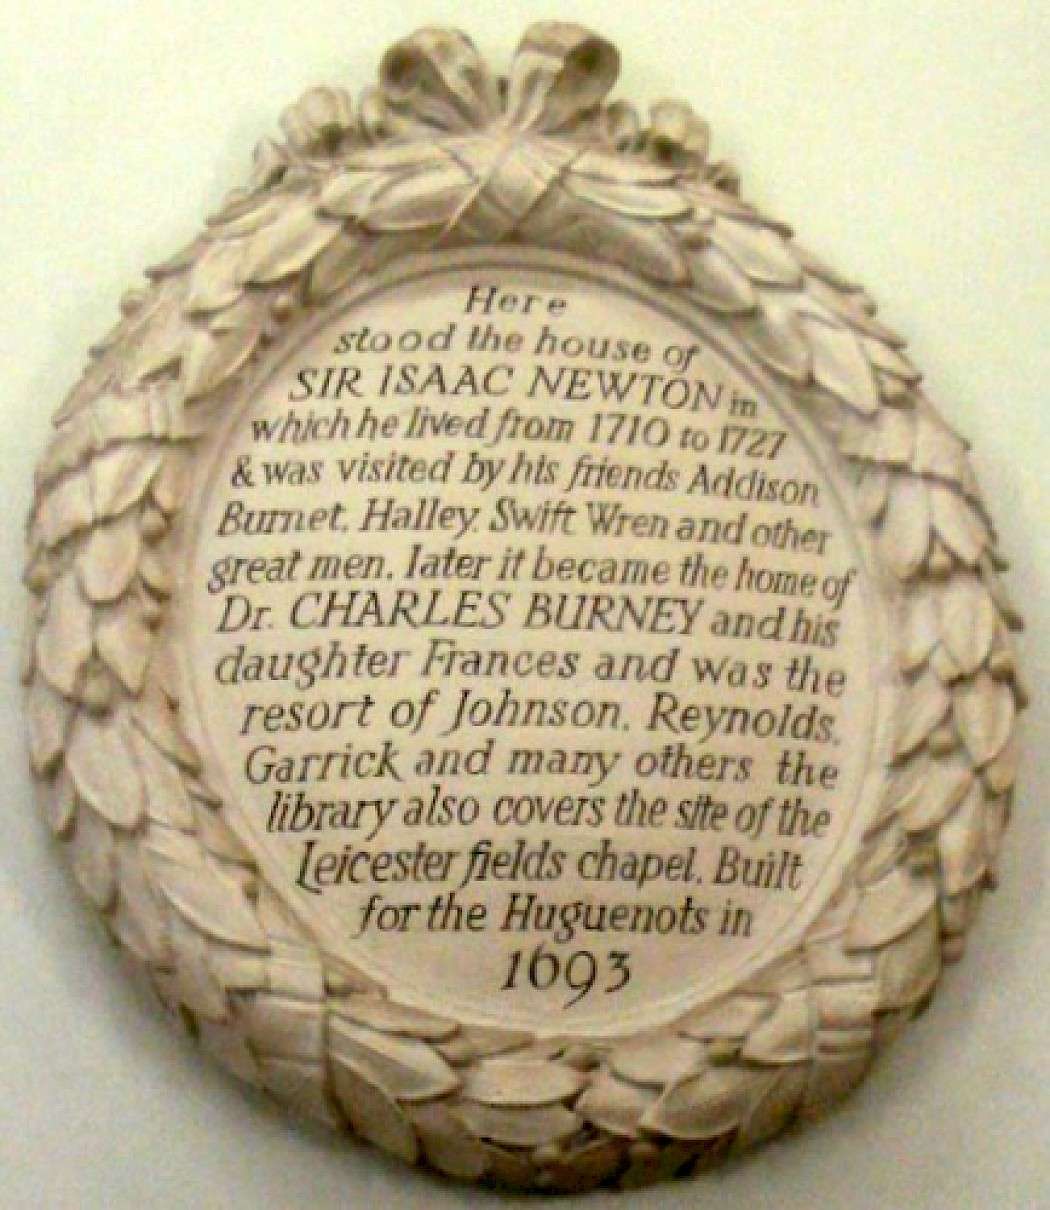 Here
stood the house of
SIR ISAAC NEWTON in
which he lived from 1710 to 1727
& was visited by his friends Addison
Burnet. Halley. Swift Wren and other
great men. later it became the home of
Dr. CHARLES BURNEY and his
daughter Frances and was the
resort of Johnson. Reynolds.
Garrick and many others the
library also covers the site of the
Leicester fields chapel. Built
for the Huguenots in
1693